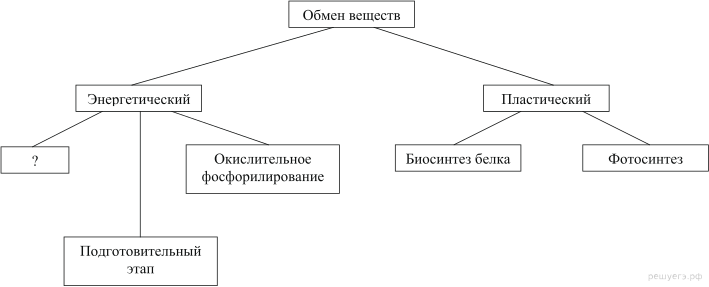 Обмен веществ
Энергетический
Пластический
?
Окислительное
фосфорилирование
Биосинтез белка
Фотосинтез
Подготовительный
этап
решуегэ.рф